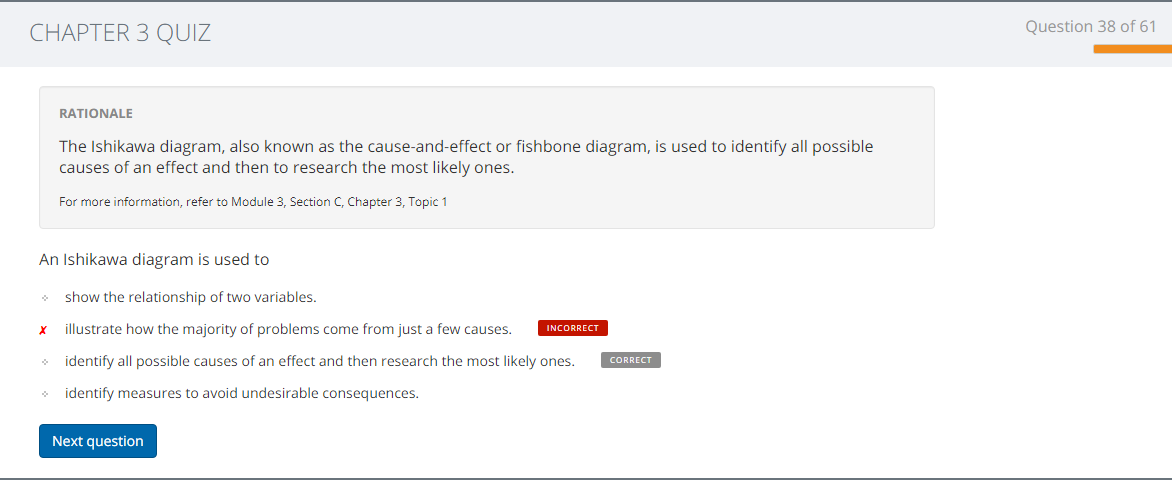 CHAPTER 3 QUIZ
Question 38 of 61
RATIONALE
The Ishikawa diagram, also known as the cause-and-effect or fishbone diagram, is used to identify all possible
causes of an effect and then to research the most likely ones.
For more information, refer to Module 3, Section C, Chapter 3, Topic 1
An Ishikawa diagram is used to
show the relationship of two variables.
✗ illustrate how the majority of problems come from just a few causes. INCORRECT
identify all possible causes of an effect and then research the most likely ones. CORRECT
identify measures to avoid undesirable consequences.
Next question